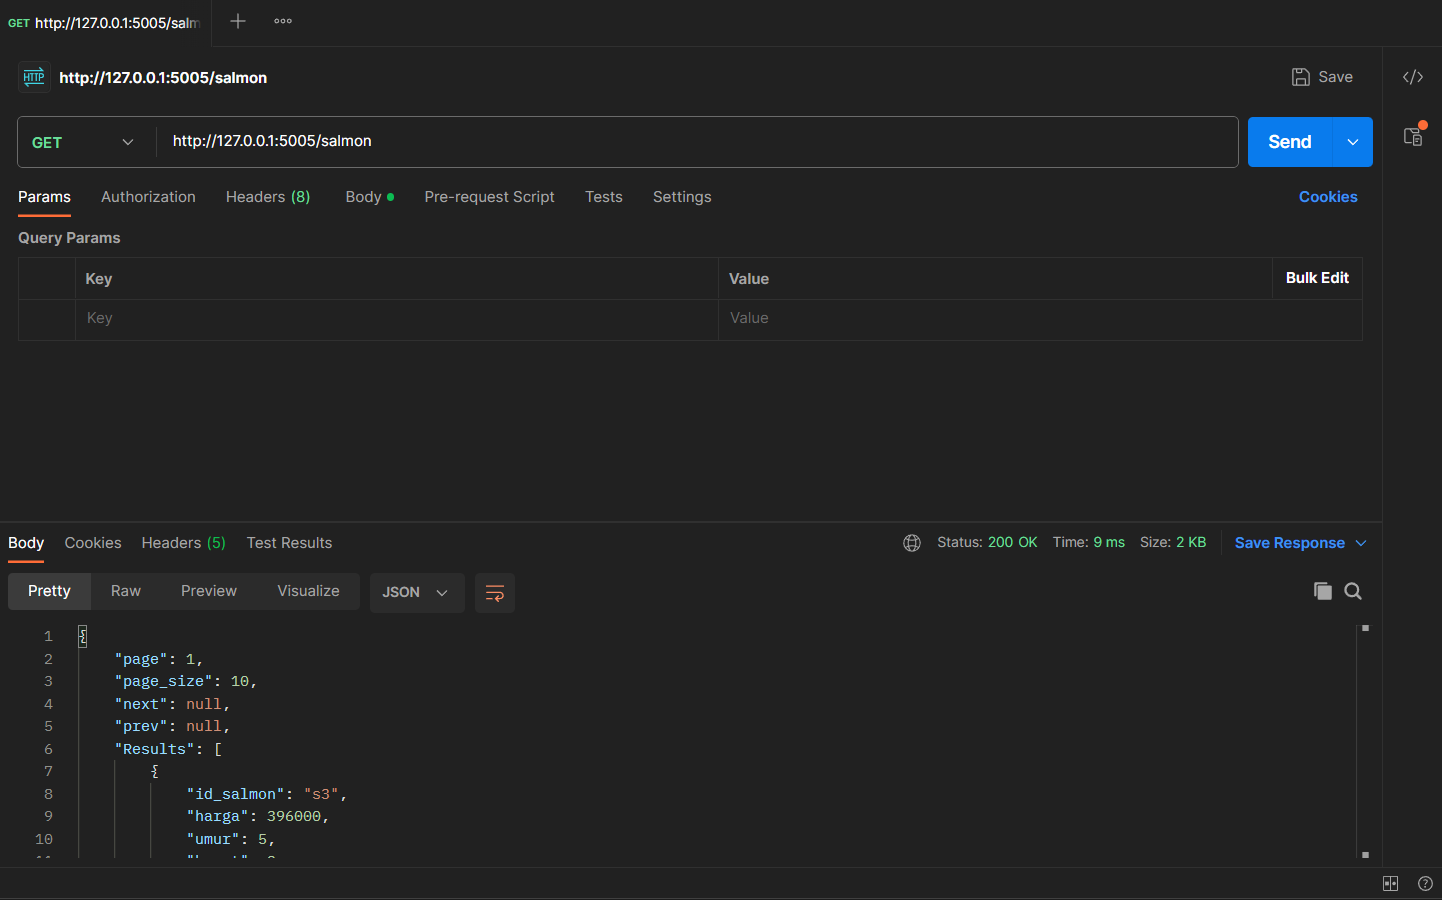 GET http://127.0.0.1:5005/salm
HTTP http://127.0.0.1:5005/salmon
Save
GET http://127.0.0.1:5005/salmon
Send
Params Authorization Headers (8) Body Pre-request Script Tests Settings
Cookies
Query Params
Key Value Bulk Edit
Key Value
Body Cookies Headers (5) Test Results
Status: 200 OK Time: 9 ms Size: 2 KB Save Response
Pretty Raw Preview Visualize JSON
1 {
2 "page": 1,
3 "page_size": 10,
4 "next": null,
5 "prev": null,
6 "Results": [
7 {
8 "id_salmon": "s3",
9 "harga": 396000,
10 "umur": 5,